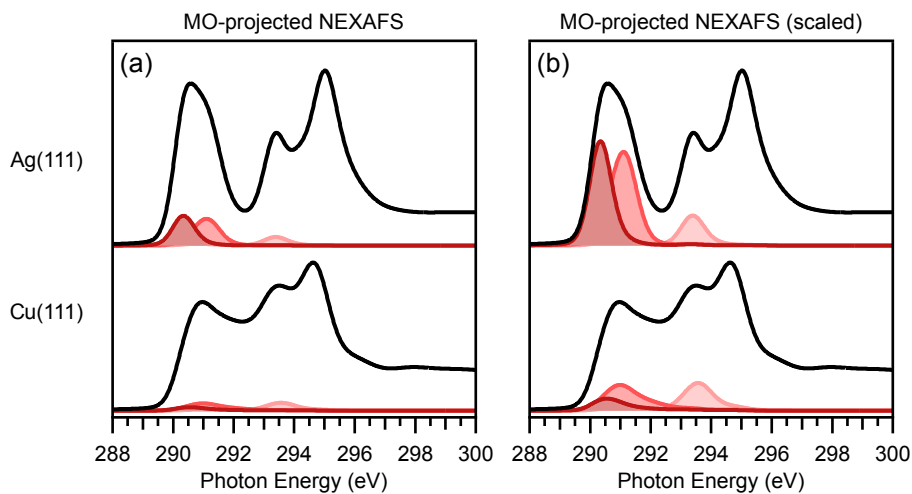 MO-projected NEXAFS
MO-projected NEXAFS (scaled)
(a)
(b)
Ag(111)
Cu(111)
288 290 292 294 296 298 300
288 290 292 294 296 298 300
Photon Energy (eV)
Photon Energy (eV)